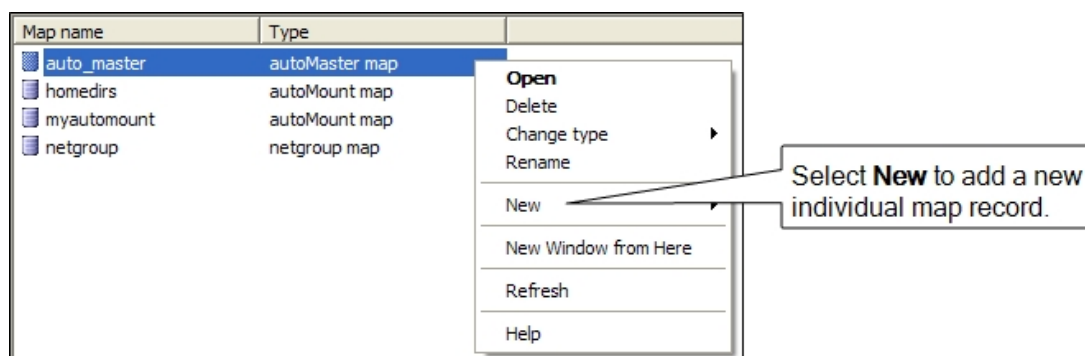 Map name Type
auto_master autoMaster map
homedirs autoMount map
myautomount autoMount map
netgroup netgroup map
Open
Delete
Change type
Rename
New
New Window from Here
Refresh
Help
Select New to add a new
individual map record.